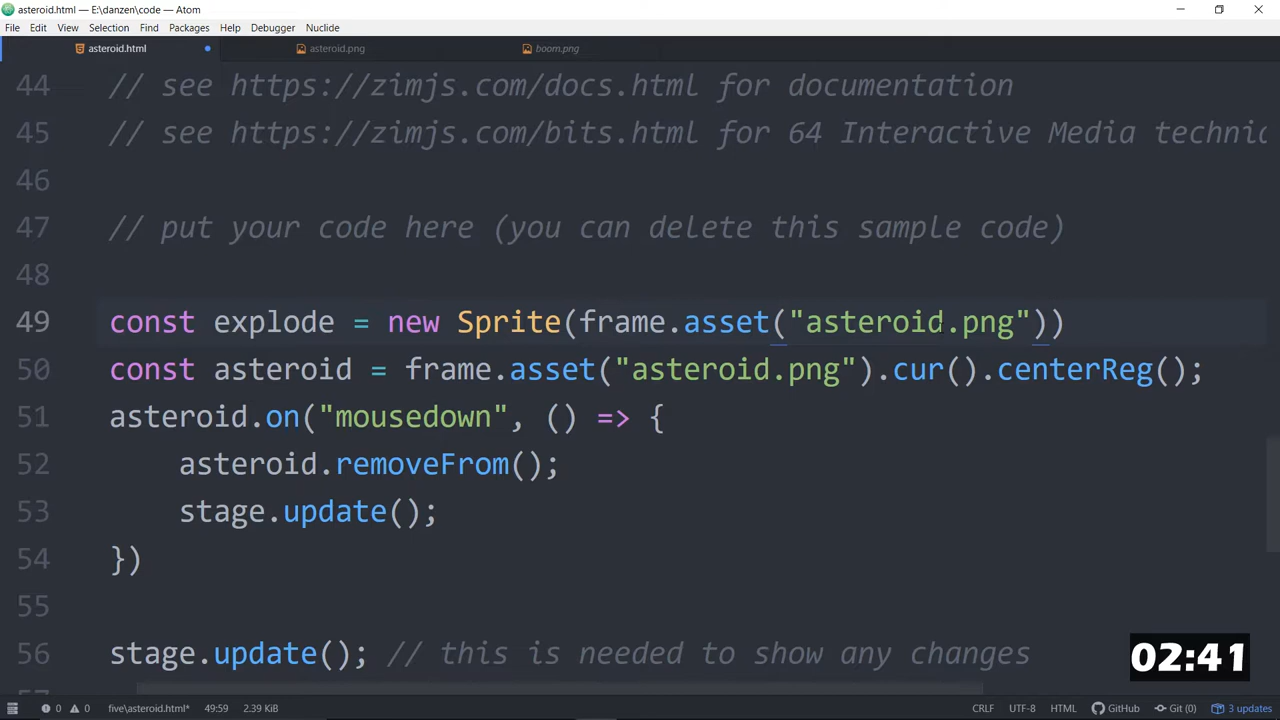 asteroid.html — E:\danzen\code — Atom
File Edit View Selection Find Packages Help Debugger Nuclide
asteroid.html asteroid.png boom.png
44 // see https://zimjs.com/docs.html for documentation
45 // see https://zimjs.com/bits.html for 64 Interactive Media techni
46
47 // put your code here (you can delete this sample code)
48
49 const explode = new Sprite(frame.asset("asteroid.png"))
50 const asteroid = frame.asset("asteroid.png").cur().centerReg();
51 asteroid.on("mousedown", () => {
52 asteroid.removeFrom();
53 stage.update();
54 })
55
56 stage.update(); // this is needed to show any changes
02:41
0 0 five\asteroid.html* 49:59 2.39 KiB CRLF UTF-8 HTML GitHub Git (0) 3 updates